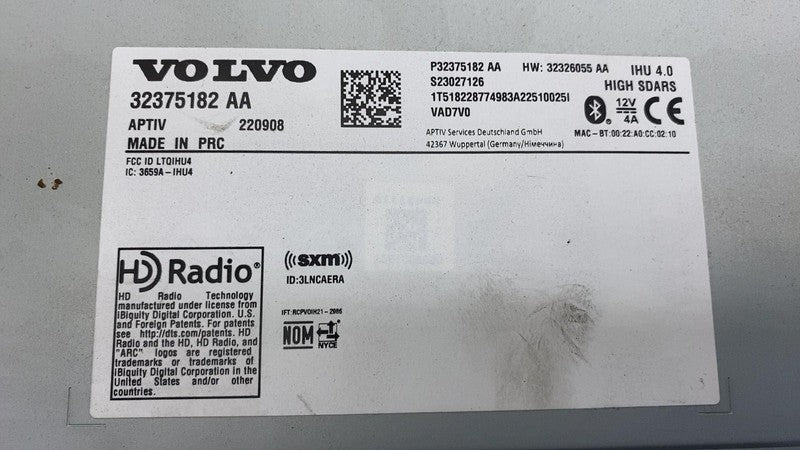 VOLVO
32375182 AA
APTIV 220908
MADE IN PRC
FCC ID LTQIHU4
IC: 3659A-IHU4
P32375182 AA HW: 32326055 AA IHU 4.0
S23027126 HIGH SDARS
1T518228774983A22510025I
VAD7V0
12V
4A
CE
APTIV Services Deutschland GmbH
42367 Wuppertal (Germany/Німеччина)
MAC-BT:00:22:A0:CC:02:10
HD Radio®
HD Radio Technology
manufactured under license from
iBiquity Digital Corporation. U.S.
and Foreign Patents. For patents
see http://dts.com/patents. HD
Radio and the HD, HD Radio, and
"ARC" logos are registered
trademarks or trademarks of
iBiquity Digital Corporation in the
United States and/or other
countries.
((sxm))
ID:3LNCAERA
IFT:RCPVOIH21-2986
NOM
NYCE